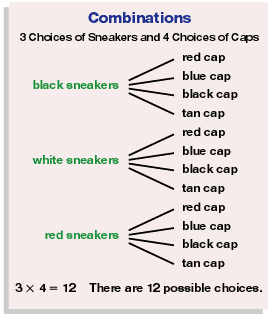 Combinations
3 Choices of Sneakers and 4 Choices of Caps
red cap
blue cap
black sneakers
black cap
tan cap
red cap
blue cap
white sneakers
black cap
tan cap
red cap
blue cap
red sneakers
black cap
tan cap
3 × 4 = 12 There are 12 possible choices.